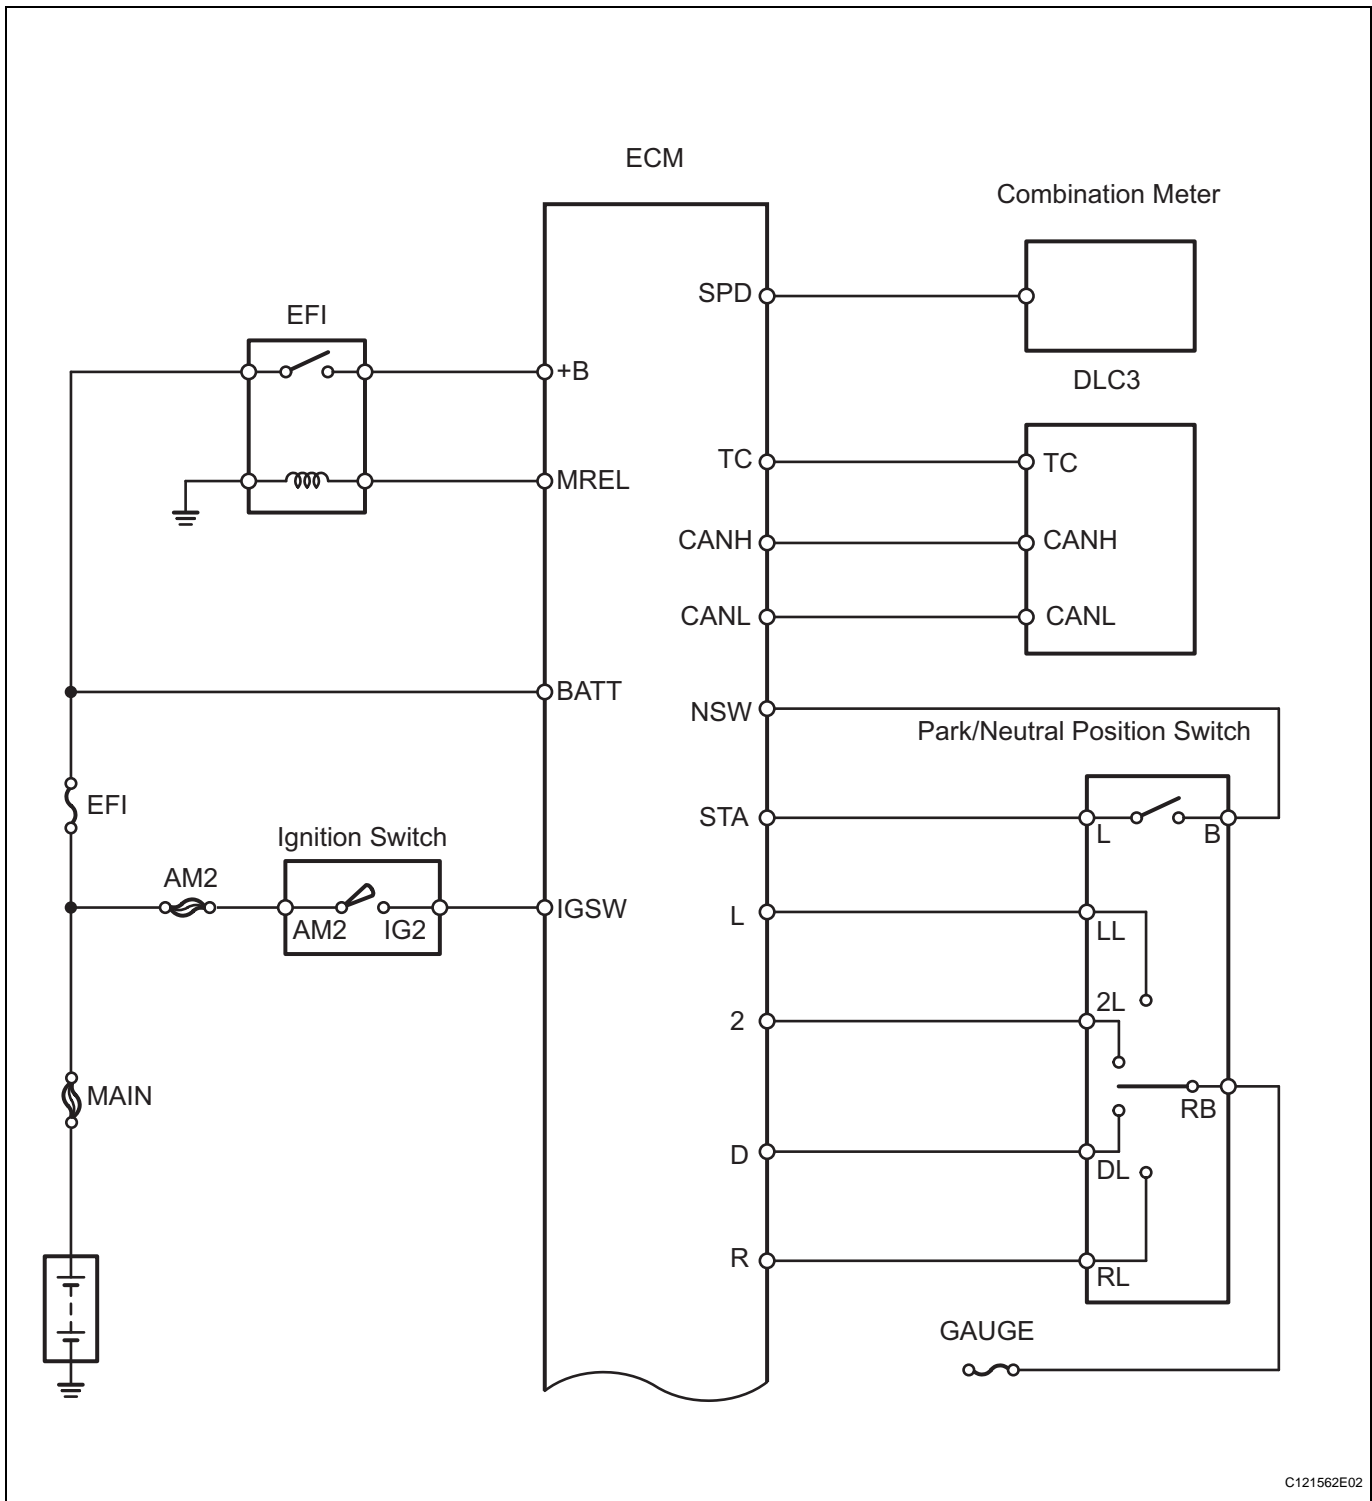 ECM
Combination Meter
SPD
EFI
+B
DLC3
TC
TC
MREL
CANH
CANH
CANL
CANL
BATT
NSW
Park/Neutral Position Switch
EFI
STA
L
B
Ignition Switch
AM2
AM2
IG2
IGSW
L
LL
2L
2
MAIN
RB
D
DL
R
RL
GAUGE
C121562E02